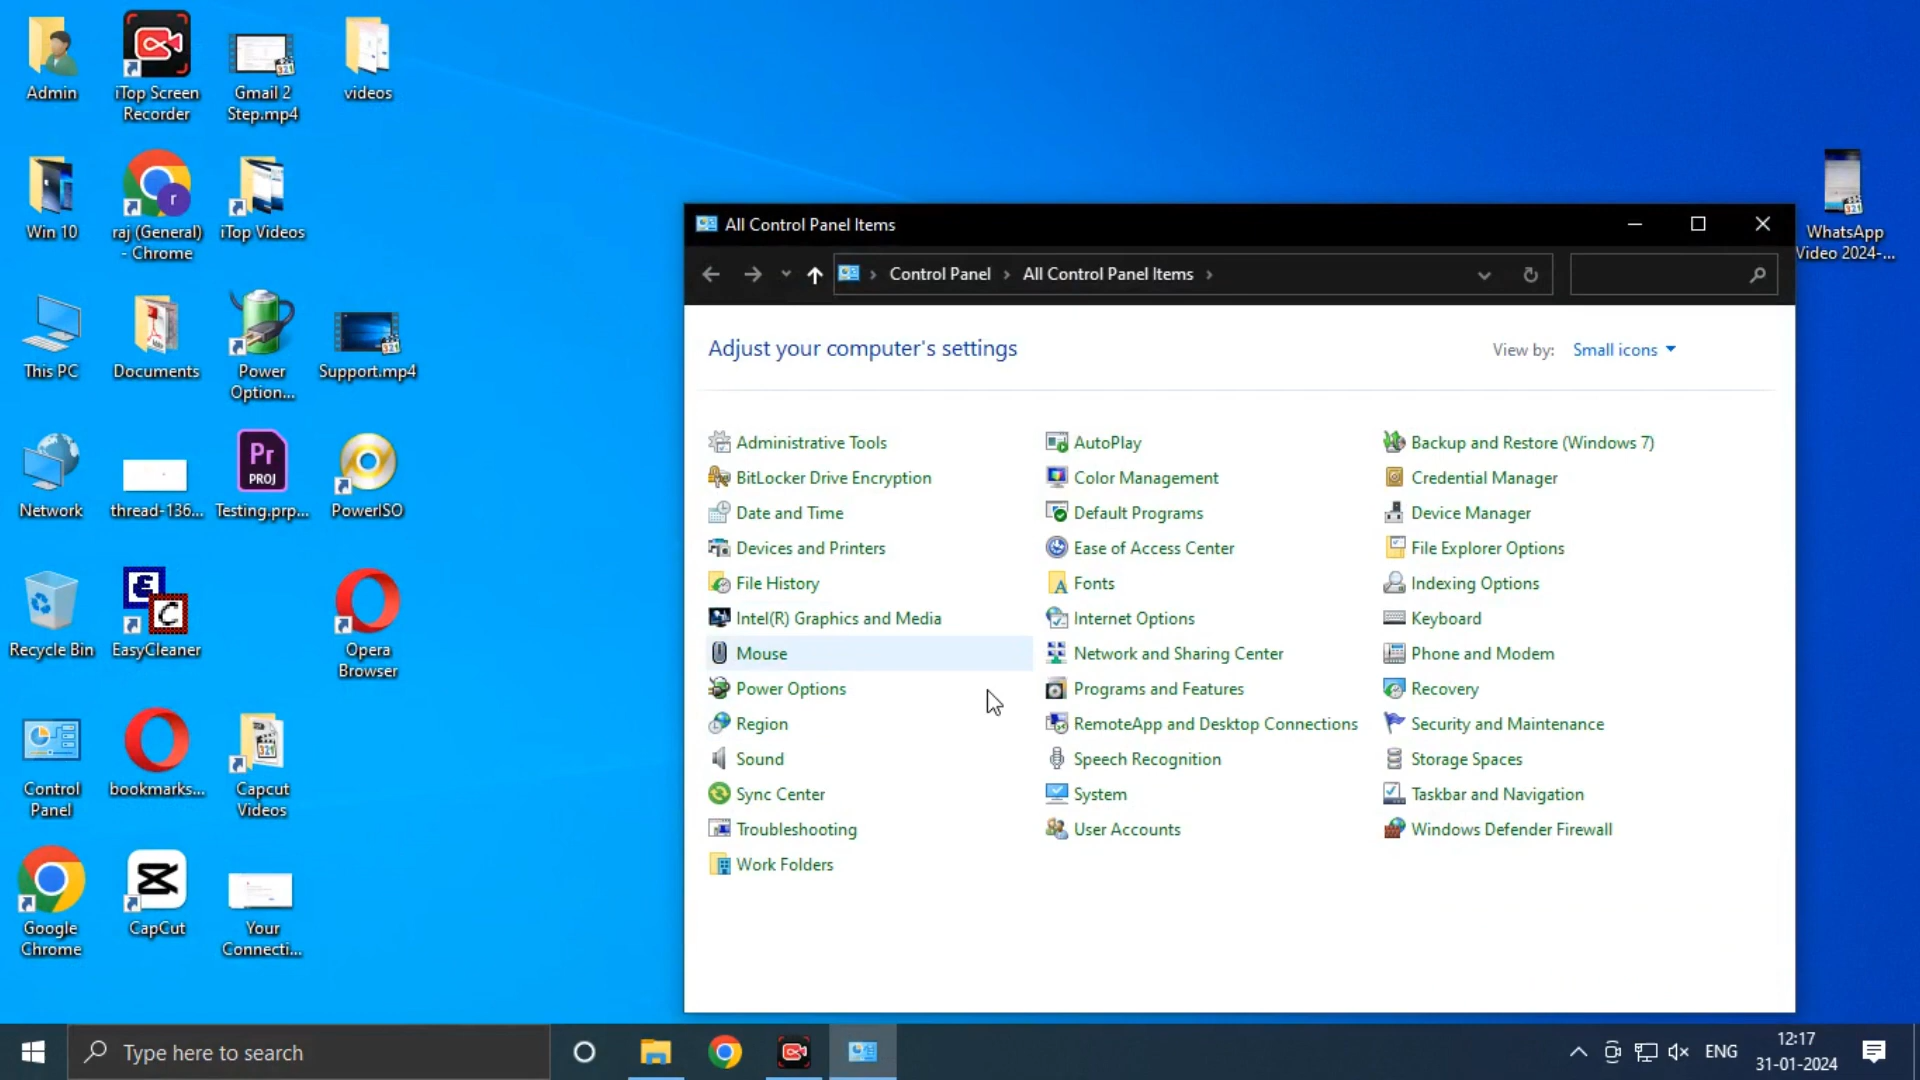 Admin
iTop Screen
Recorder
Gmail 2
Step.mp4
videos
Win 10
raj (General)
- Chrome
iTop Videos
This PC
Documents
Power
Option...
Support.mp4
Network
thread-136...
Pr
PROJ
Testing.prp...
PowerISO
Recycle Bin
EasyCleaner
Opera
Browser
Control
Panel
bookmarks...
Capcut
Videos
Google
Chrome
CapCut
Your
Connecti...
WhatsApp
Video 2024-...
All Control Panel Items
Control Panel
All Control Panel Items
Adjust your computer's settings
View by: Small icons
Administrative Tools
AutoPlay
Backup and Restore (Windows 7)
BitLocker Drive Encryption
Color Management
Credential Manager
Date and Time
Default Programs
Device Manager
Devices and Printers
Ease of Access Center
File Explorer Options
File History
Fonts
Indexing Options
Intel(R) Graphics and Media
Internet Options
Keyboard
Mouse
Network and Sharing Center
Phone and Modem
Power Options
Programs and Features
Recovery
Region
RemoteApp and Desktop Connections
Security and Maintenance
Sound
Speech Recognition
Storage Spaces
Sync Center
System
Taskbar and Navigation
Troubleshooting
User Accounts
Windows Defender Firewall
Work Folders
Type here to search
ENG
12:17
31-01-2024